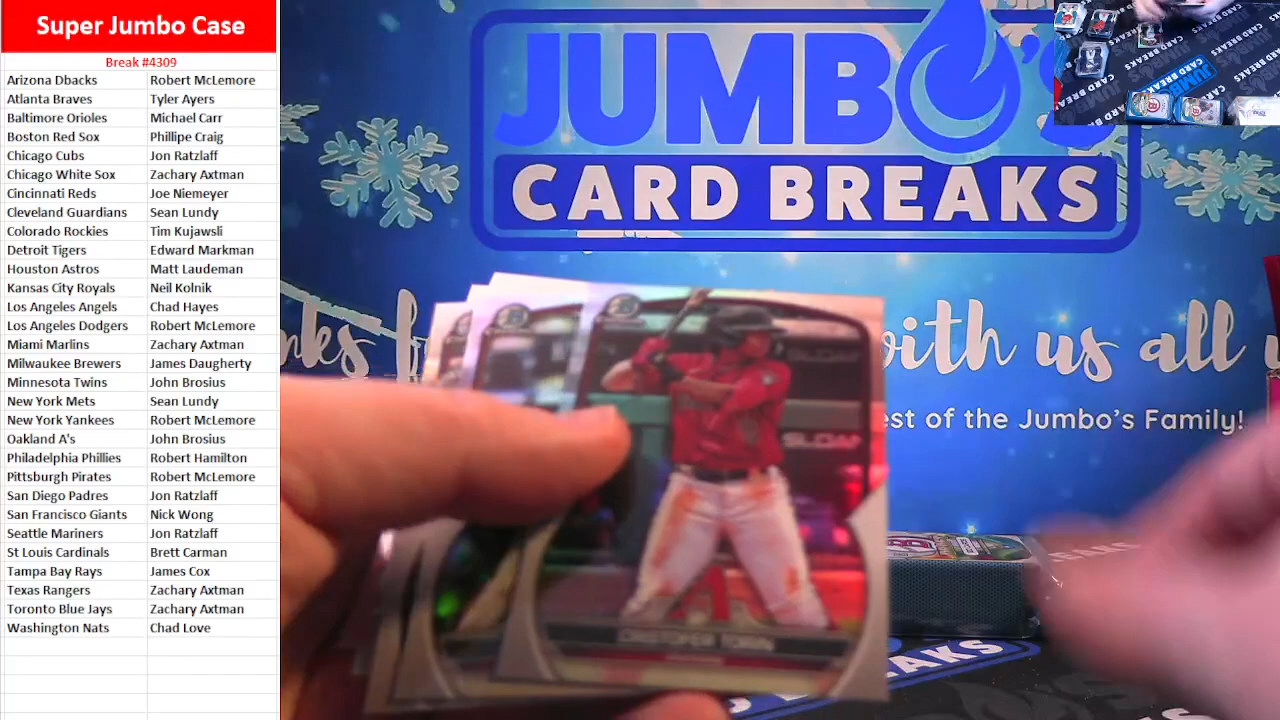 Super Jumbo Case
Break #4309
Arizona Dbacks Robert McLemore
Atlanta Braves Tyler Ayers
Baltimore Orioles Michael Carr
Boston Red Sox Phillipe Craig
Chicago Cubs Jon Ratzlaff
Chicago White Sox Zachary Axtman
Cincinnati Reds Joe Niemeyer
Cleveland Guardians Sean Lundy
Colorado Rockies Tim Kujawsli
Detroit Tigers Edward Markman
Houston Astros Matt Laudeman
Kansas City Royals Neil Kolnik
Los Angeles Angels Chad Hayes
Los Angeles Dodgers Robert McLemore
Miami Marlins Zachary Axtman
Milwaukee Brewers James Daugherty
Minnesota Twins John Brosius
New York Mets Sean Lundy
New York Yankees Robert McLemore
Oakland A's John Brosius
Philadelphia Phillies Robert Hamilton
Pittsburgh Pirates Robert McLemore
San Diego Padres Jon Ratzlaff
San Francisco Giants Nick Wong
Seattle Mariners Jon Ratzlaff
St Louis Cardinals Brett Carman
Tampa Bay Rays James Cox
Texas Rangers Zachary Axtman
Toronto Blue Jays Zachary Axtman
Washington Nats Chad Love
JUMBO'S
CARD BREAKS
with us all
of the Jumbo's Family!
CARD BREAKS